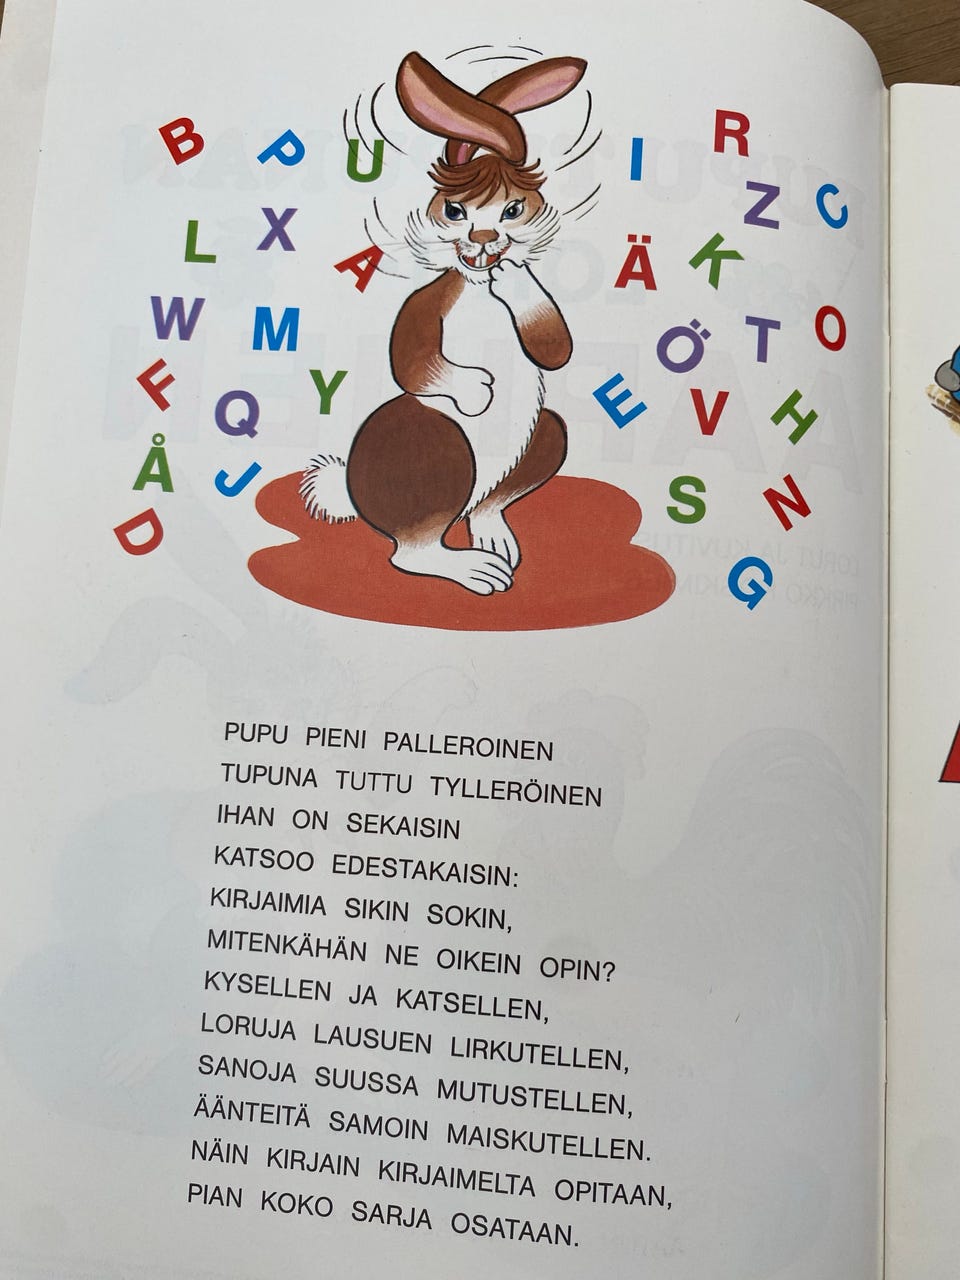 B P U I R
Z C
L X A Ä K
W M Ö T O
F Q Y E V H
Å J S N
D G
PUPU PIENI PALLEROINEN
TUPUNA TUTTU TYLLERÖINEN
IHAN ON SEKAISIN
KATSOO EDESTAKAISIN:
KIRJAIMIA SIKIN SOKIN,
MITENKÄHÄN NE OIKEIN OPIN?
KYSELLEN JA KATSELLEN,
LORUJA LAUSUEN LIRKUTELLEN,
SANOJA SUUSSA MUTUSTELLEN,
ÄÄNTEITÄ SAMOIN MAISKUTELLEN.
NÄIN KIRJAIN KIRJAIMELTA OPITAAN,
PIAN KOKO SARJA OSATAAN.